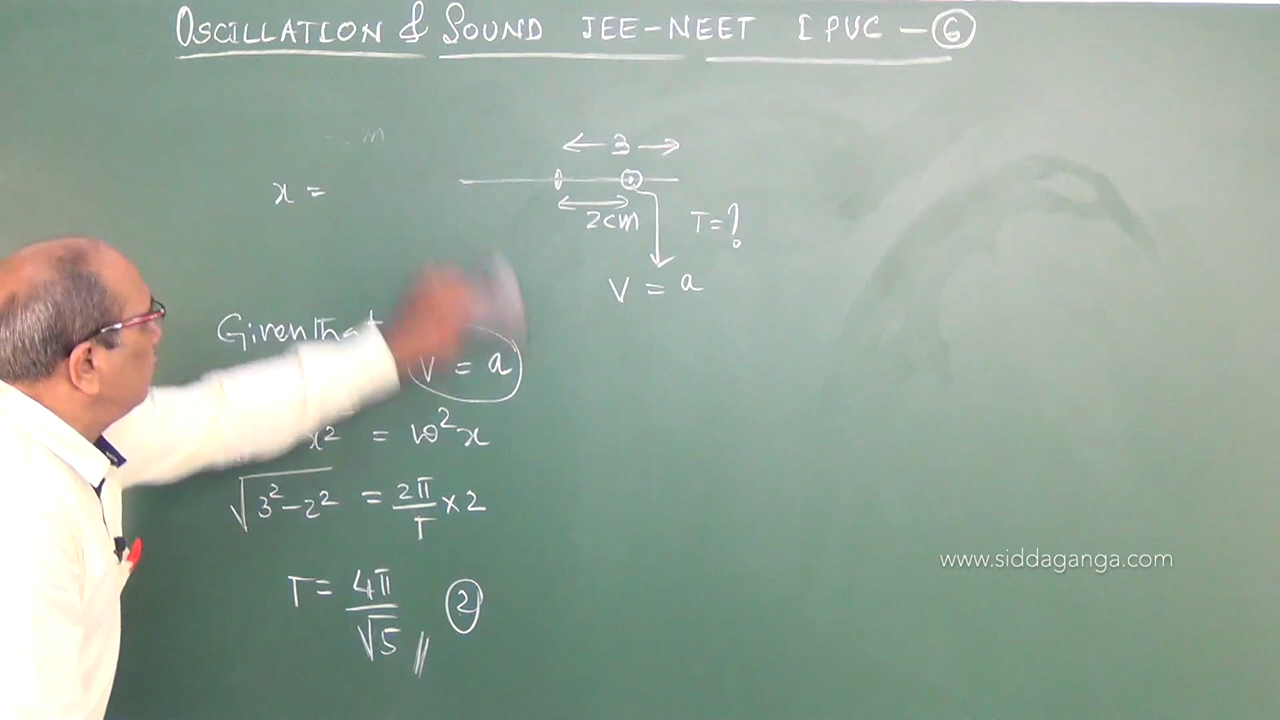 OSCILLATION & SOUND JEE-NEET I PUC - 6
← 3 →
x =
2cm
T = ?
V = a
Given that
V = a
x² = ω²x
√3²-2² = 2π/T × 2
T = 4π/√5 2
www.siddaganga.com